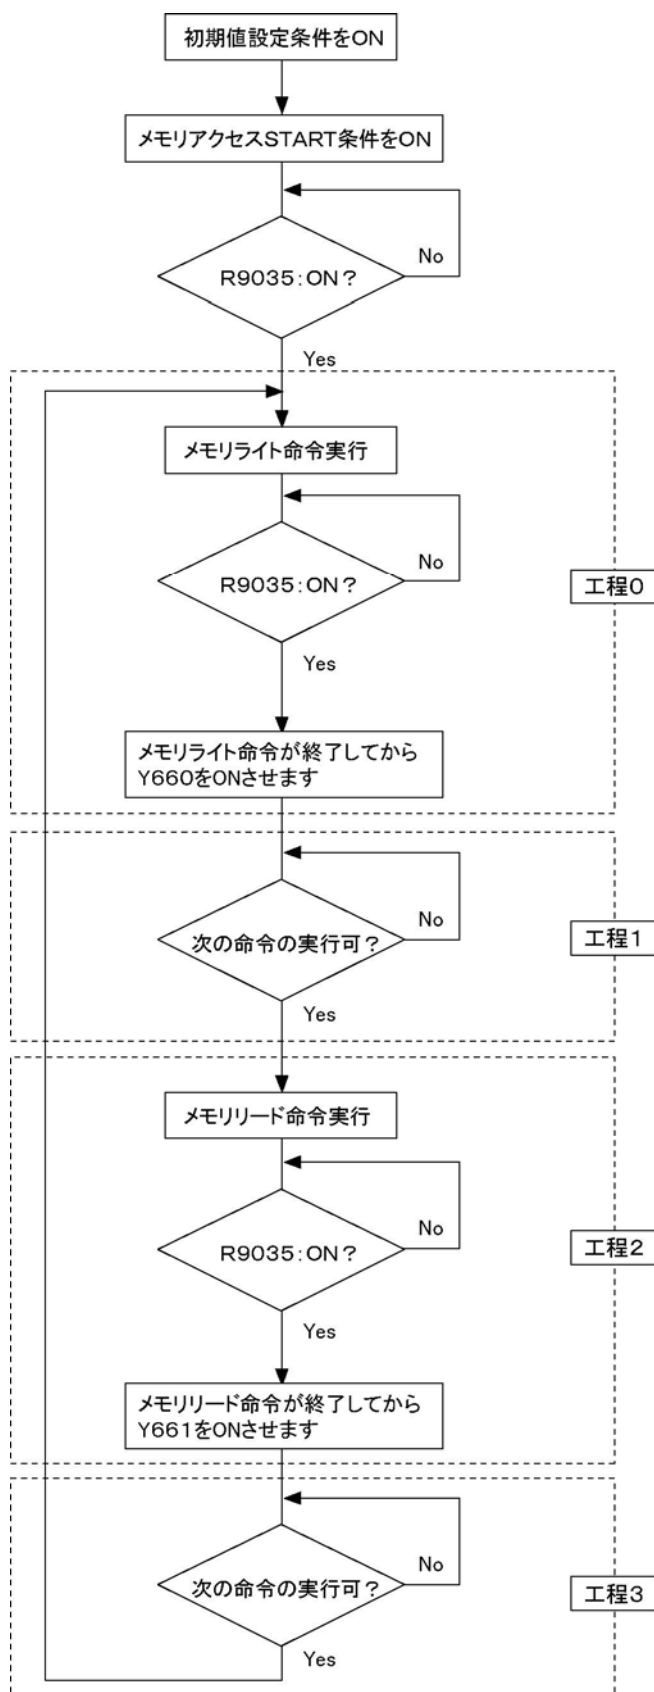 初期値設定条件をON
メモリアクセスSTART条件をON
R9035:ON?
No
Yes
メモリライト命令実行
R9035:ON?
No
工程0
Yes
メモリライト命令が終了してから
Y660をONさせます
次の命令の実行可?
No
工程1
Yes
メモリリード命令実行
R9035:ON?
No
工程2
Yes
メモリリード命令が終了してから
Y661をONさせます
次の命令の実行可?
No
工程3
Yes